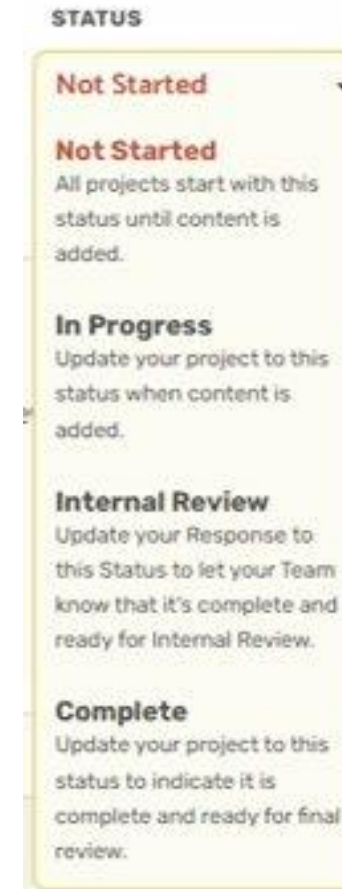 STATUS
Not Started
Not Started
All projects start with this
status until content is
added.
In Progress
Update your project to this
status when content is
added.
Internal Review
Update your Response to
this Status to let your Team
know that it's complete and
ready for Internal Review.
Complete
Update your project to this
status to indicate it is
complete and ready for final
review.